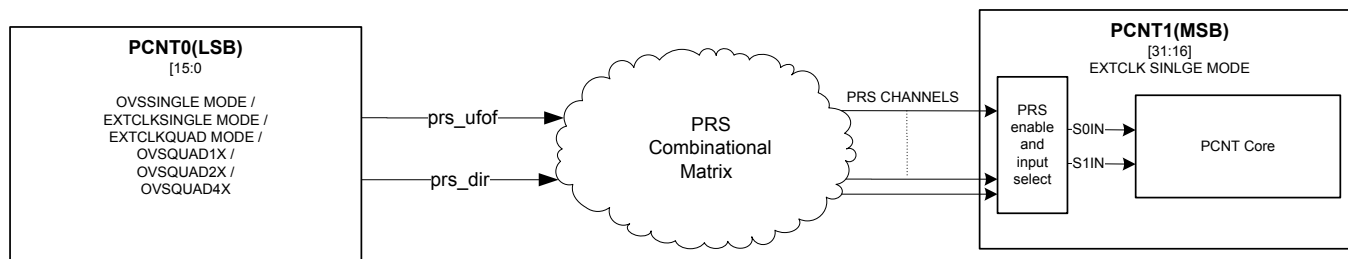 PCNT0(LSB)
[15:0
OVSSINGLE MODE /
EXTCLKSINGLE MODE /
EXTCLKQUAD MODE /
OVSQUAD1X /
OVSQUAD2X /
OVSQUAD4X
prs_ufof
prs_dir
PRS
Combinational
Matrix
PRS CHANNELS
PCNT1(MSB)
[31:16]
EXTCLK SINLGE MODE
PRS
enable
and
input
select
S0IN
S1IN
PCNT Core